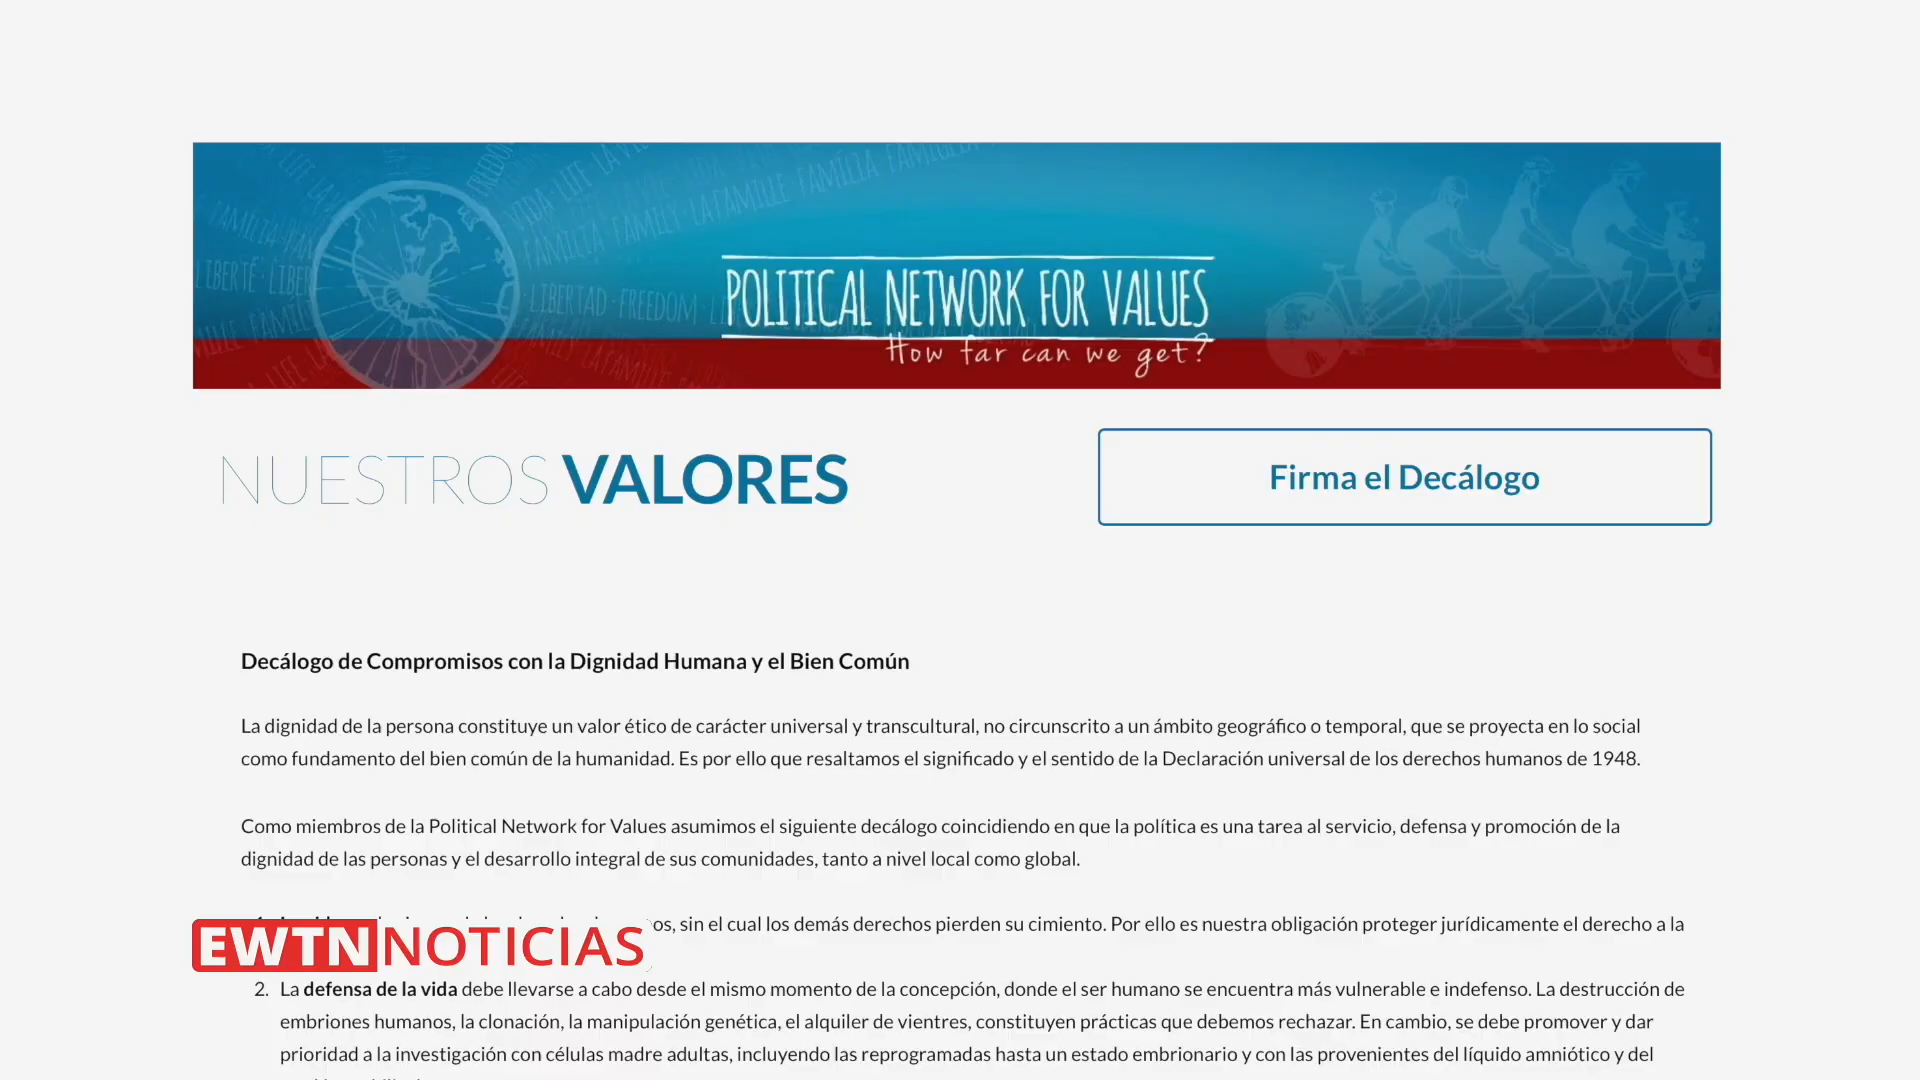 POLITICAL NETWORK FOR VALUES
How far can we get?
NUESTROS VALORES
Firma el Decálogo
Decálogo de Compromisos con la Dignidad Humana y el Bien Común
La dignidad de la persona constituye un valor ético de carácter universal y transcultural, no circunscrito a un ámbito geográfico o temporal, que se proyecta en lo social
como fundamento del bien común de la humanidad. Es por ello que resaltamos el significado y el sentido de la Declaración universal de los derechos humanos de 1948.
Como miembros de la Political Network for Values asumimos el siguiente decálogo coincidiendo en que la política es una tarea al servicio, defensa y promoción de la
dignidad de las personas y el desarrollo integral de sus comunidades, tanto a nivel local como global.
sin el cual los demás derechos pierden su cimiento. Por ello es nuestra obligación proteger jurídicamente el derecho a la
EWTN NOTICIAS
2. La defensa de la vida debe llevarse a cabo desde el mismo momento de la concepción, donde el ser humano se encuentra más vulnerable e indefenso. La destrucción de
embriones humanos, la clonación, la manipulación genética, el alquiler de vientres, constituyen prácticas que debemos rechazar. En cambio, se debe promover y dar
prioridad a la investigación con células madre adultas, incluyendo las reprogramadas hasta un estado embrionario y con las provenientes del líquido amniótico y del